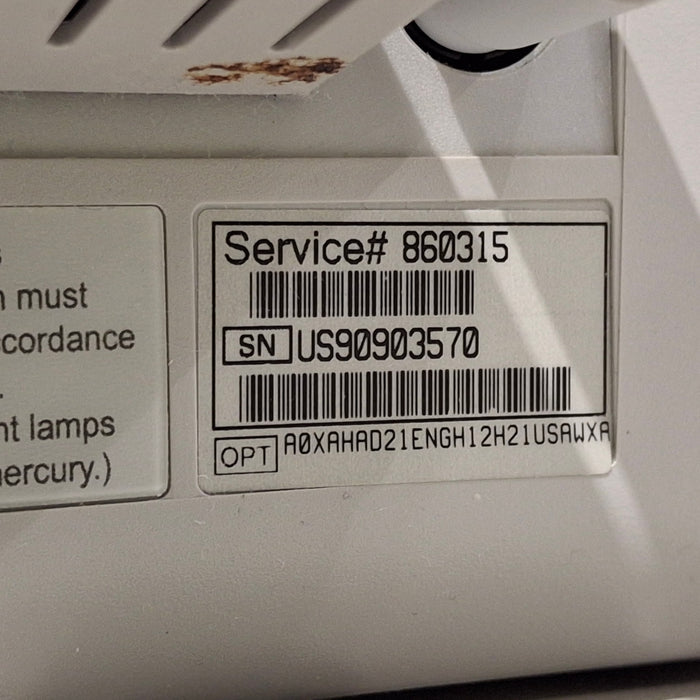 must
cordance
.
nt lamps
ercury.)
Service# 860315
SN US90903570
OPT A0XAHAD21ENGH12H21USAWXA